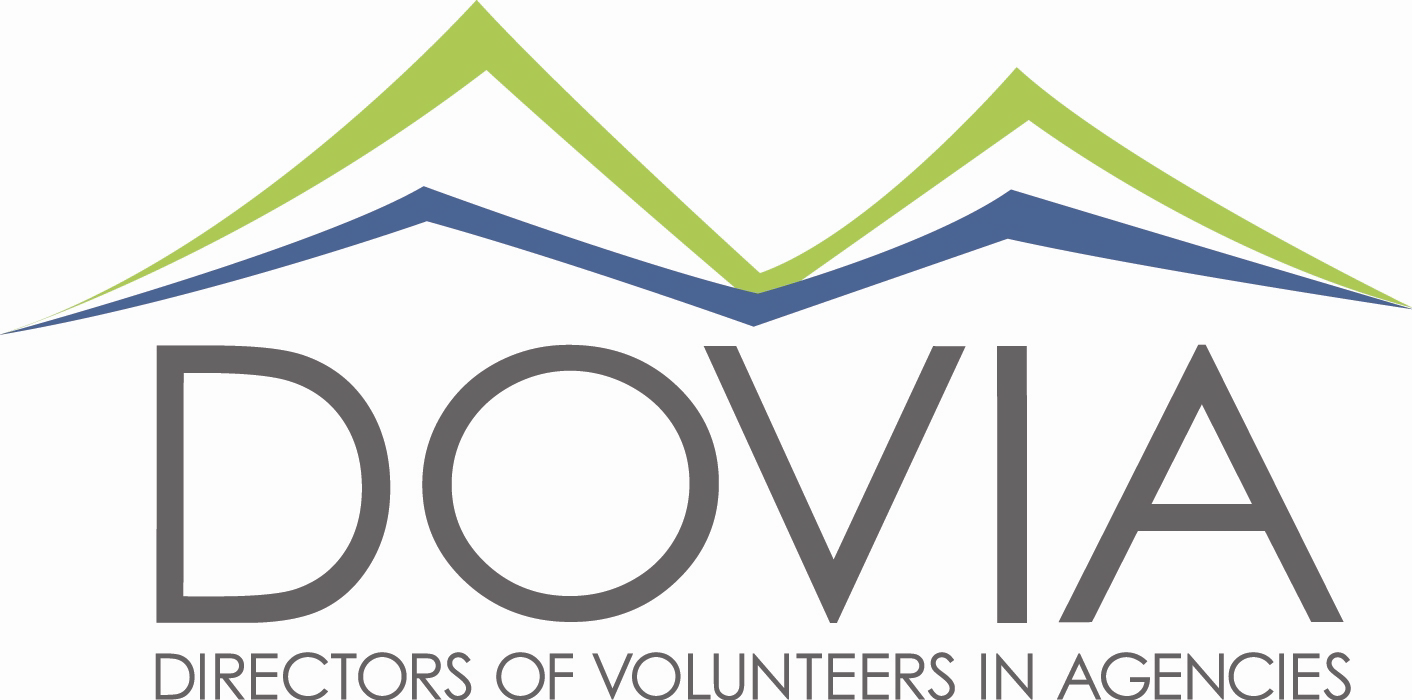 DOVIA
DIRECTORS OF VOLUNTEERS IN AGENCIES